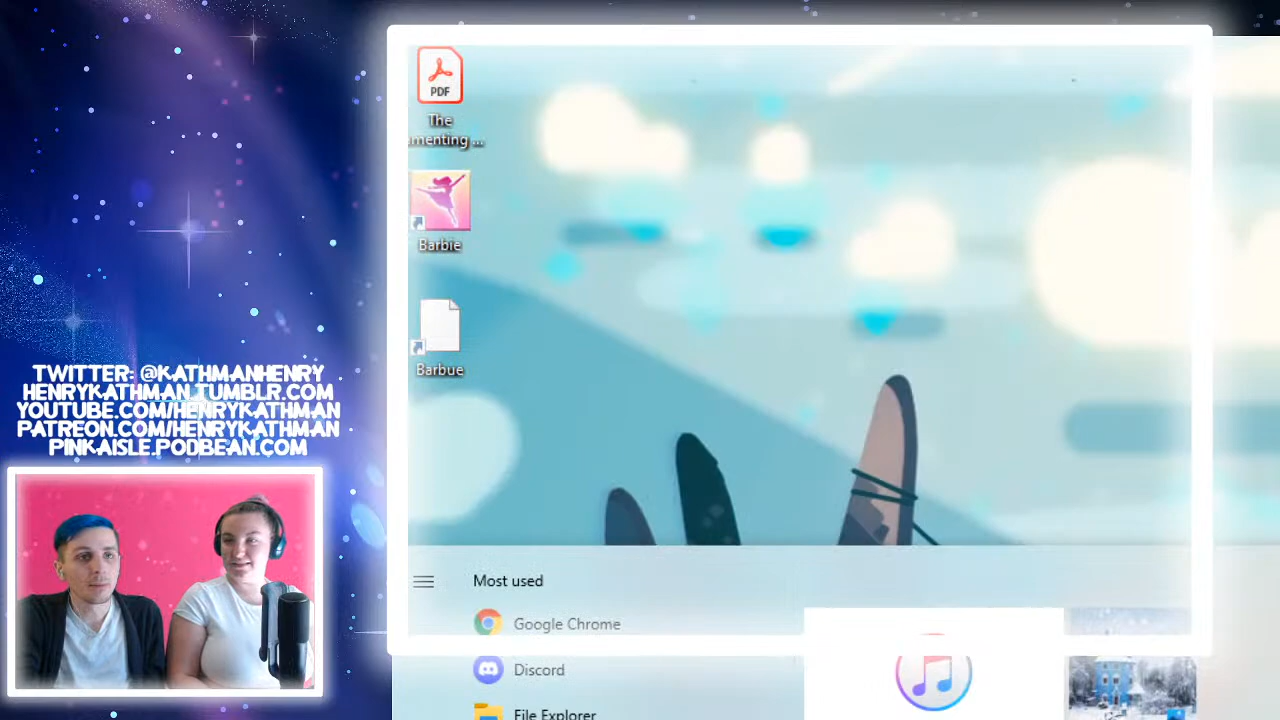 PDF
The
menting ...
Barbie
Barbue
TWITTER: @KATHMANHENRY
HENRYKATHMAN.TUMBLR.COM
YOUTUBE.COM/HENRYKATHMAN
PATREON.COM/HENRYKATHMAN
PINKAISLE.PODBEAN.COM
Most used
Google Chrome
Discord
File Explorer